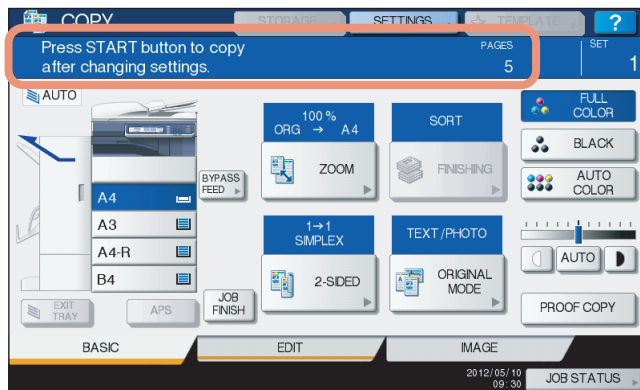 COPY
STORAGE
SETTINGS
TEMPLATE
?
Press START button to copy
after changing settings.
PAGES
5
SET
1
AUTO
100 %
ORG → A4
ZOOM
SORT
FINISHING
FULL
COLOR
BLACK
AUTO
COLOR
BYPASS
FEED
A4
A3
A4-R
B4
1→1
SIMPLEX
2-SIDED
TEXT/PHOTO
ORIGINAL
MODE
AUTO
EXIT
TRAY
APS
JOB
FINISH
PROOF COPY
BASIC
EDIT
IMAGE
2012/05/10
09:30
JOB STATUS